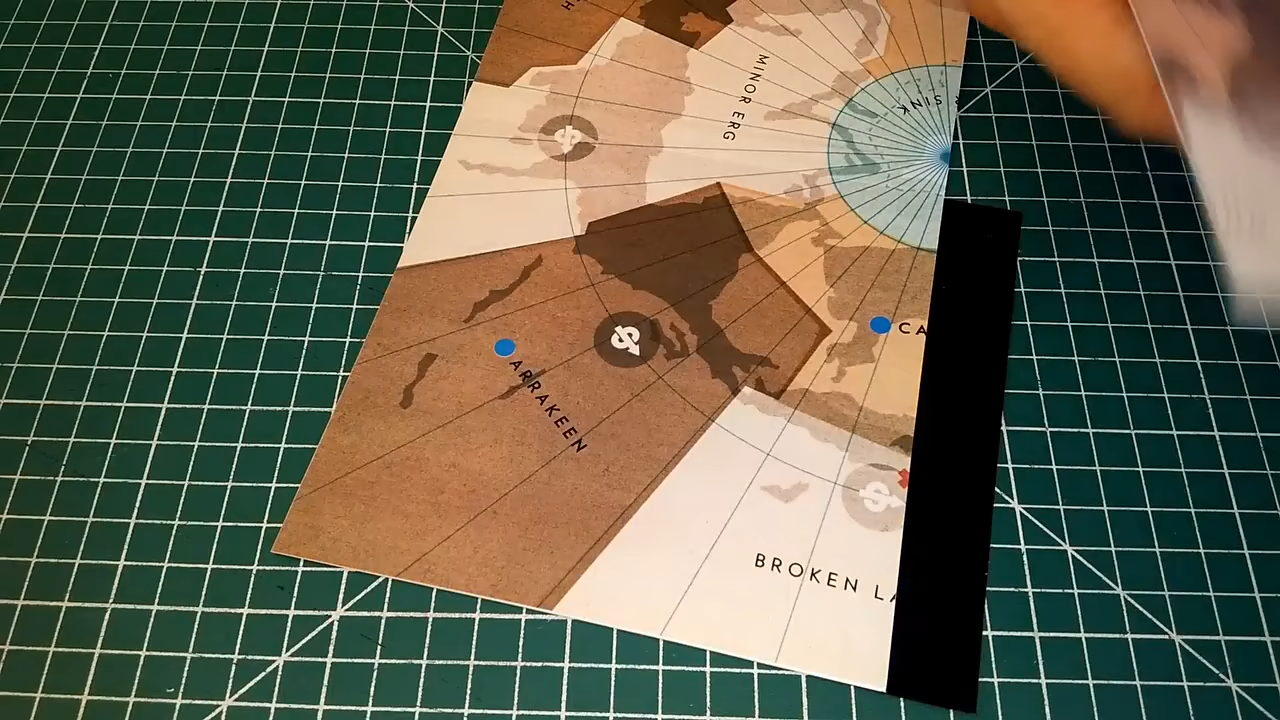 MINOR ERG
SINK
ARRAKEEN
CA
BROKEN LA